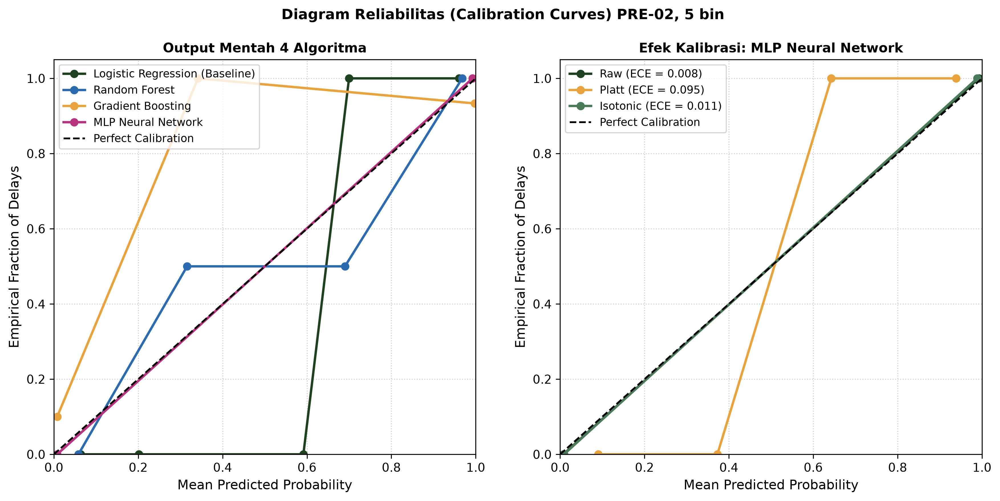 Diagram Reliabilitas (Calibration Curves) PRE-02, 5 bin
Output Mentah 4 Algoritma
Logistic Regression (Baseline)
Random Forest
Gradient Boosting
MLP Neural Network
Perfect Calibration
Empirical Fraction of Delays
1.0
0.8
0.6
0.4
0.2
0.0
0.0 0.2 0.4 0.6 0.8 1.0
Mean Predicted Probability
Efek Kalibrasi: MLP Neural Network
Raw (ECE = 0.008)
Platt (ECE = 0.095)
Isotonic (ECE = 0.011)
Perfect Calibration
Empirical Fraction of Delays
1.0
0.8
0.6
0.4
0.2
0.0
0.0 0.2 0.4 0.6 0.8 1.0
Mean Predicted Probability